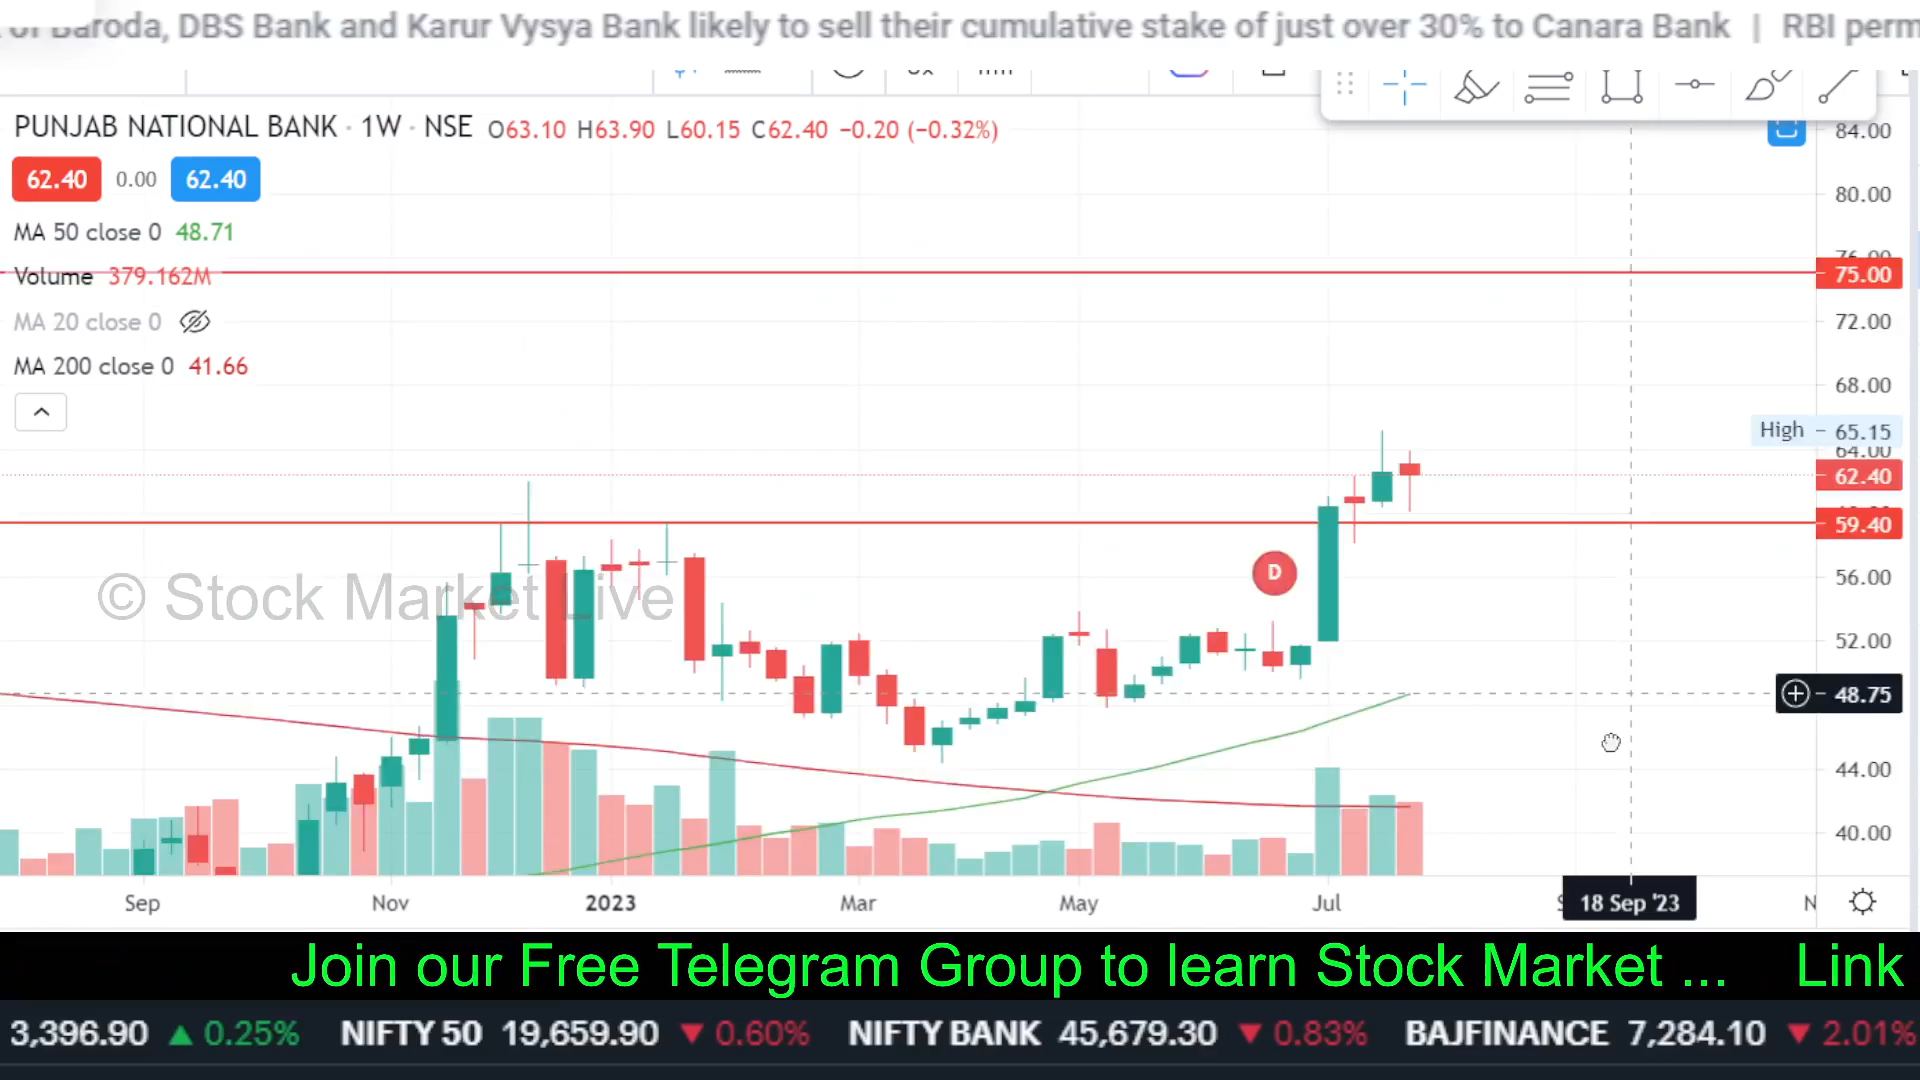 of Baroda, DBS Bank and Karur Vysya Bank likely to sell their cumulative stake of just over 30% to Canara Bank | RBI perm
PUNJAB NATIONAL BANK · 1W · NSE O63.10 H63.90 L60.15 C62.40 −0.20 (−0.32%)
62.40 0.00 62.40
MA 50 close 0 48.71
Volume 379.162M
MA 20 close 0
MA 200 close 0 41.66
84.00
80.00
76.00
75.00
72.00
68.00
High 65.15
64.00
62.40
59.40
56.00
52.00
48.75
44.00
40.00
D
© Stock Market Live
Sep Nov 2023 Mar May Jul 18 Sep '23 N
Join our Free Telegram Group to learn Stock Market ... Link
3,396.90 ▲ 0.25% NIFTY 50 19,659.90 ▼ 0.60% NIFTY BANK 45,679.30 ▼ 0.83% BAJFINANCE 7,284.10 ▼ 2.01%